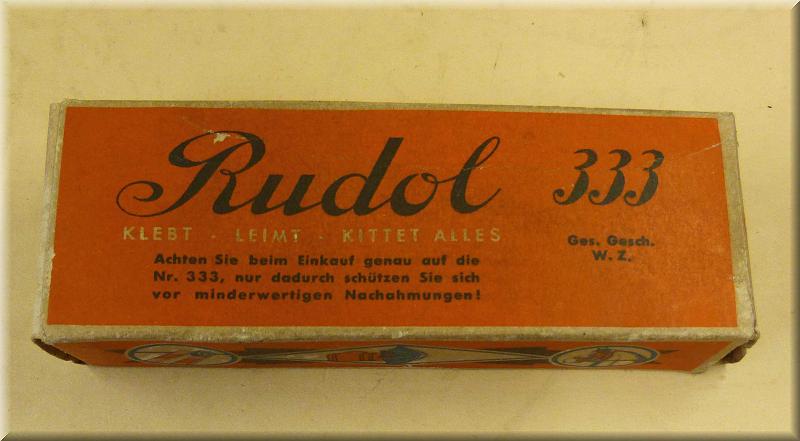 Rudol 333
KLEBT - LEIMT - KITTET ALLES
Achten Sie beim Einkauf genau auf die
Nr. 333, nur dadurch schützen Sie sich
vor minderwertigen Nachahmungen!
Ges. Gesch.
W. Z.